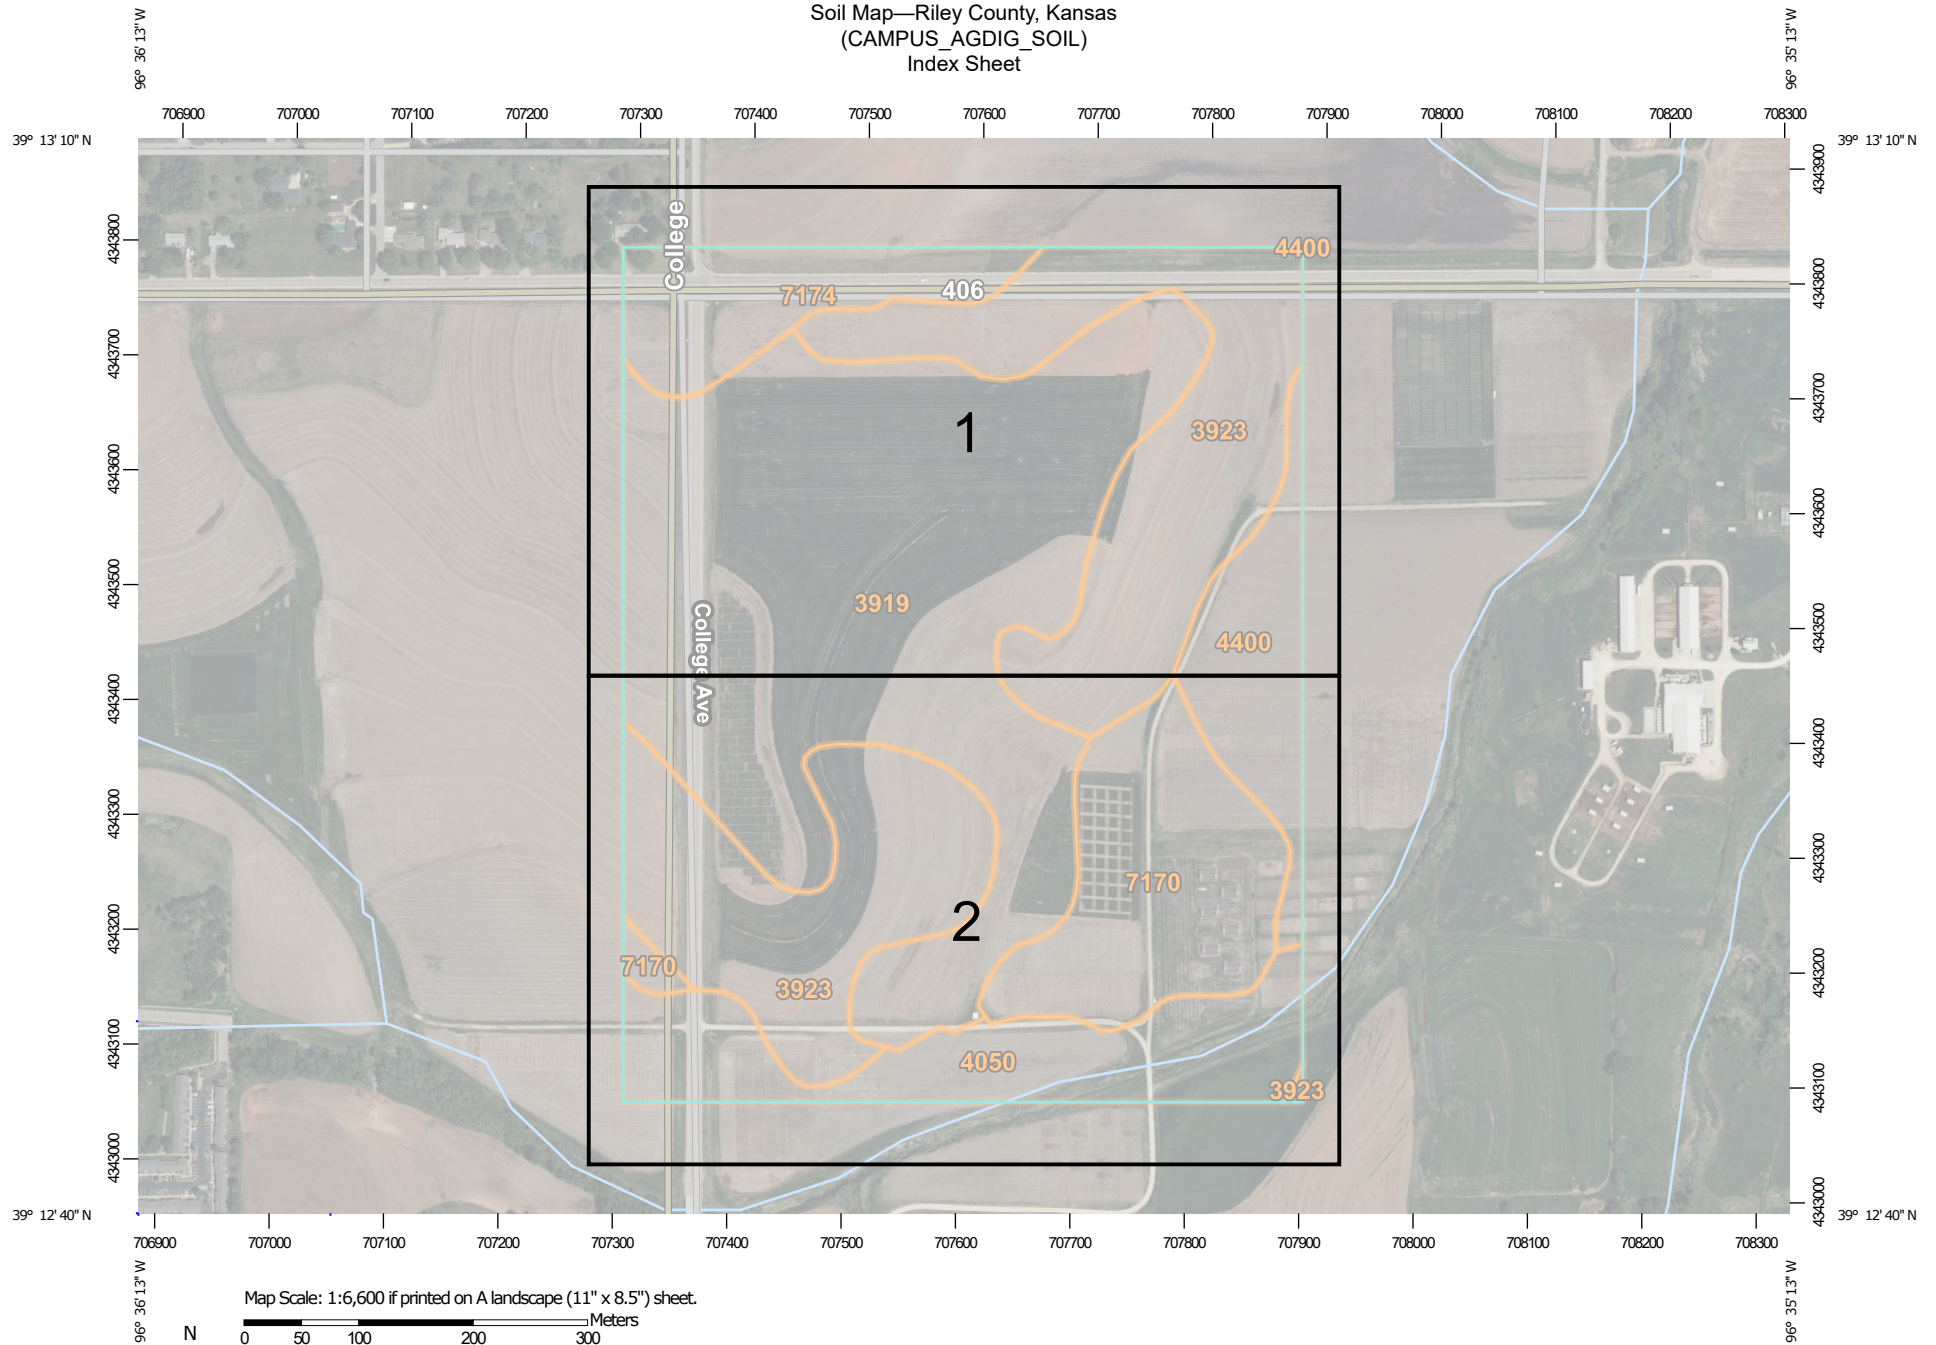 Soil Map—Riley County, Kansas
(CAMPUS_AGDIG_SOIL)
Index Sheet
96° 36' 13" W
96° 35' 13" W
706900 707000 707100 707200 707300 707400 707500 707600 707700 707800 707900 708000 708100 708200 708300
39° 13' 10" N
39° 13' 10" N
4343900
4343800
4343800
4343700
4343700
4343600
4343600
4343500
4343500
4343400
4343400
4343300
4343300
4343200
4343200
4343100
4343100
4343000
4343000
College
4400
7174
406
1
3923
3919
4400
College Ave
7170
2
7170
3923
4050
3923
39° 12' 40" N
39° 12' 40" N
706900 707000 707100 707200 707300 707400 707500 707600 707700 707800 707900 708000 708100 708200 708300
96° 36' 13" W
96° 35' 13" W
Map Scale: 1:6,600 if printed on A landscape (11" x 8.5") sheet.
Meters
N
0 50 100 200 300